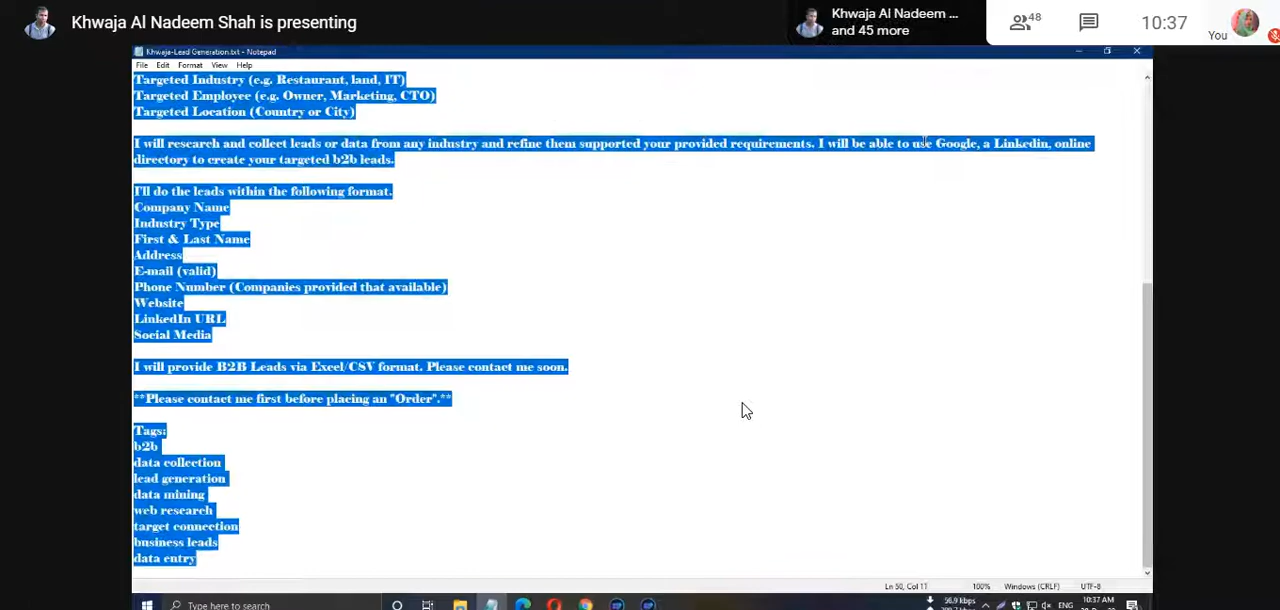 Khwaja Al Nadeem Shah is presenting
Khwaja Al Nadeem ...
and 45 more
48
10:37
You
Khwaja-Lead Generation.txt - Notepad
File Edit Format View Help
Targeted Industry (e.g. Restaurant, land, IT)
Targeted Employee (e.g. Owner, Marketing, CTO)
Targeted Location (Country or City)
I will research and collect leads or data from any industry and refine them supported your provided requirements. I will be able to use Google, a Linkedin, online
directory to create your targeted b2b leads.
I'll do the leads within the following format.
Company Name
Industry Type
First & Last Name
Address
E-mail (valid)
Phone Number (Companies provided that available)
Website
LinkedIn URL
Social Media
I will provide B2B Leads via Excel/CSV format. Please contact me soon.
**Please contact me first before placing an "Order".**
Tags:
b2b
data collection
lead generation
data mining
web research
target connection
business leads
data entry
Ln 50, Col 11 100% Windows (CRLF) UTF-8
Type here to search
56.9 kbps
ENG
10:37 AM